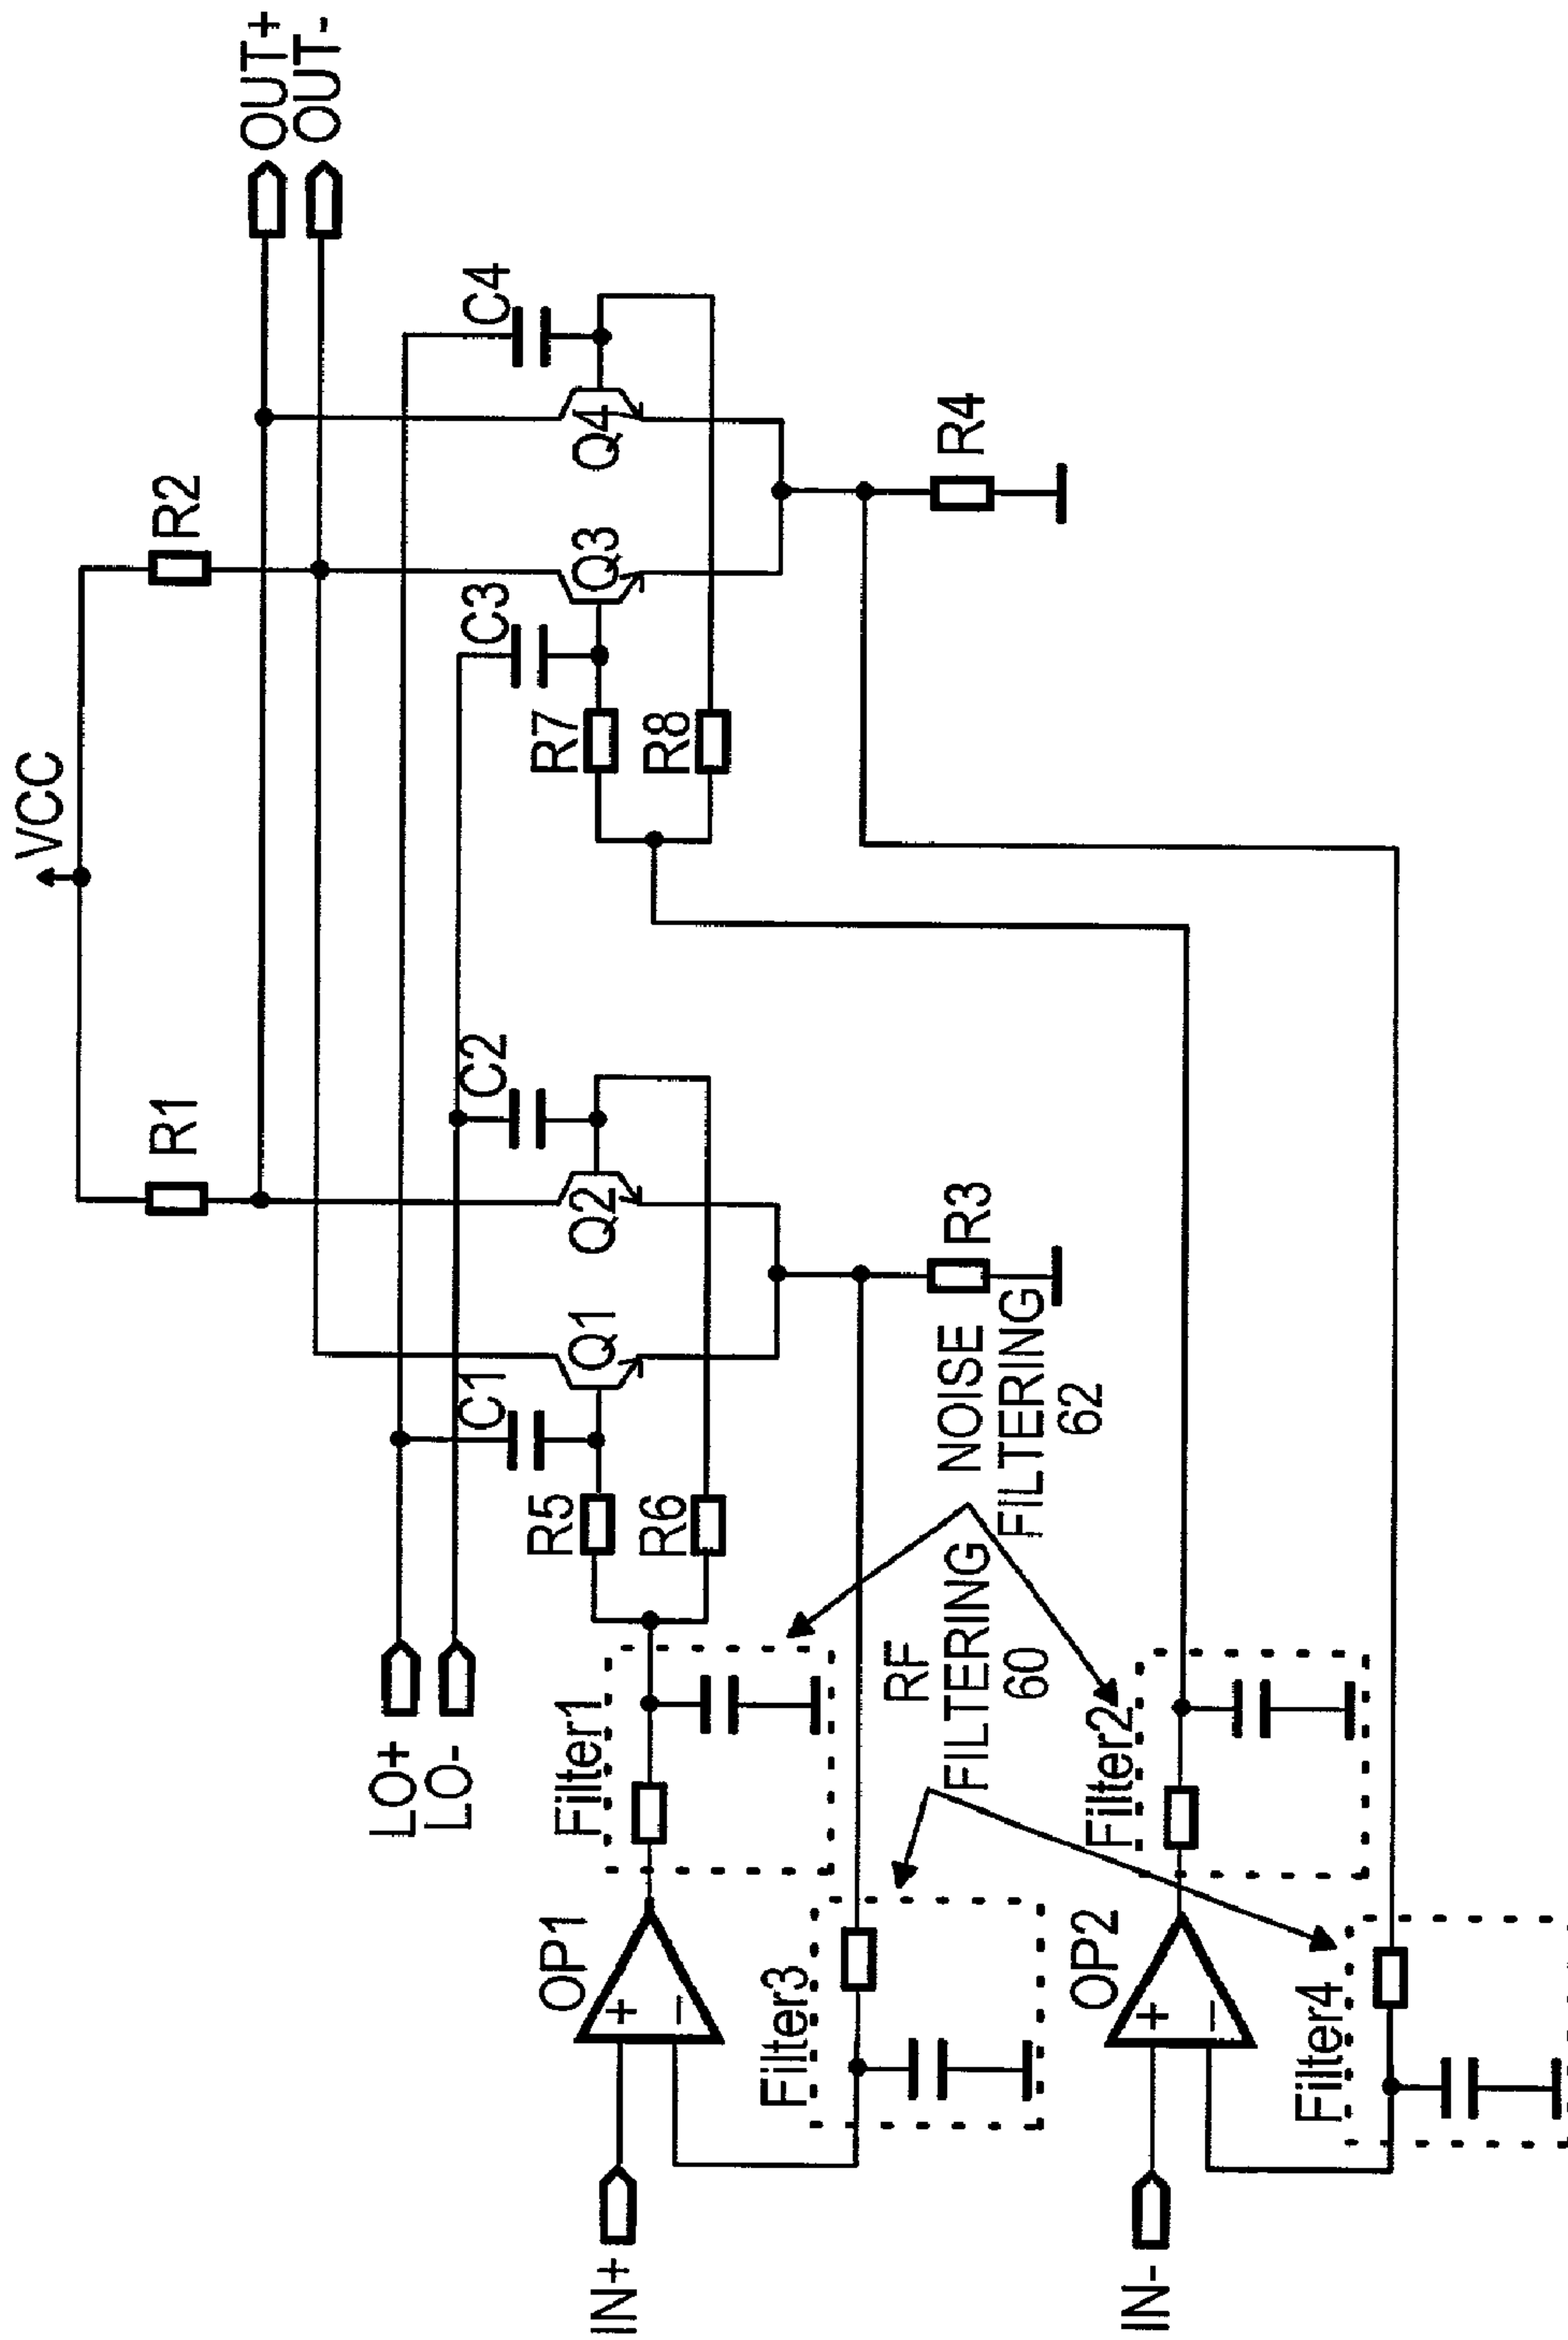 VCC
R1
R2
OUT+
OUT-
LO+
LO-
C1
C2
C3
C4
R5
Q1
Q2
R7
Q3
Q4
R6
R8
IN+
OP1
+
−
Filter1
R3
R4
NOISE
FILTERING
62
RF
FILTERING
60
Filter3
IN-
OP2
+
−
Filter2
Filter4